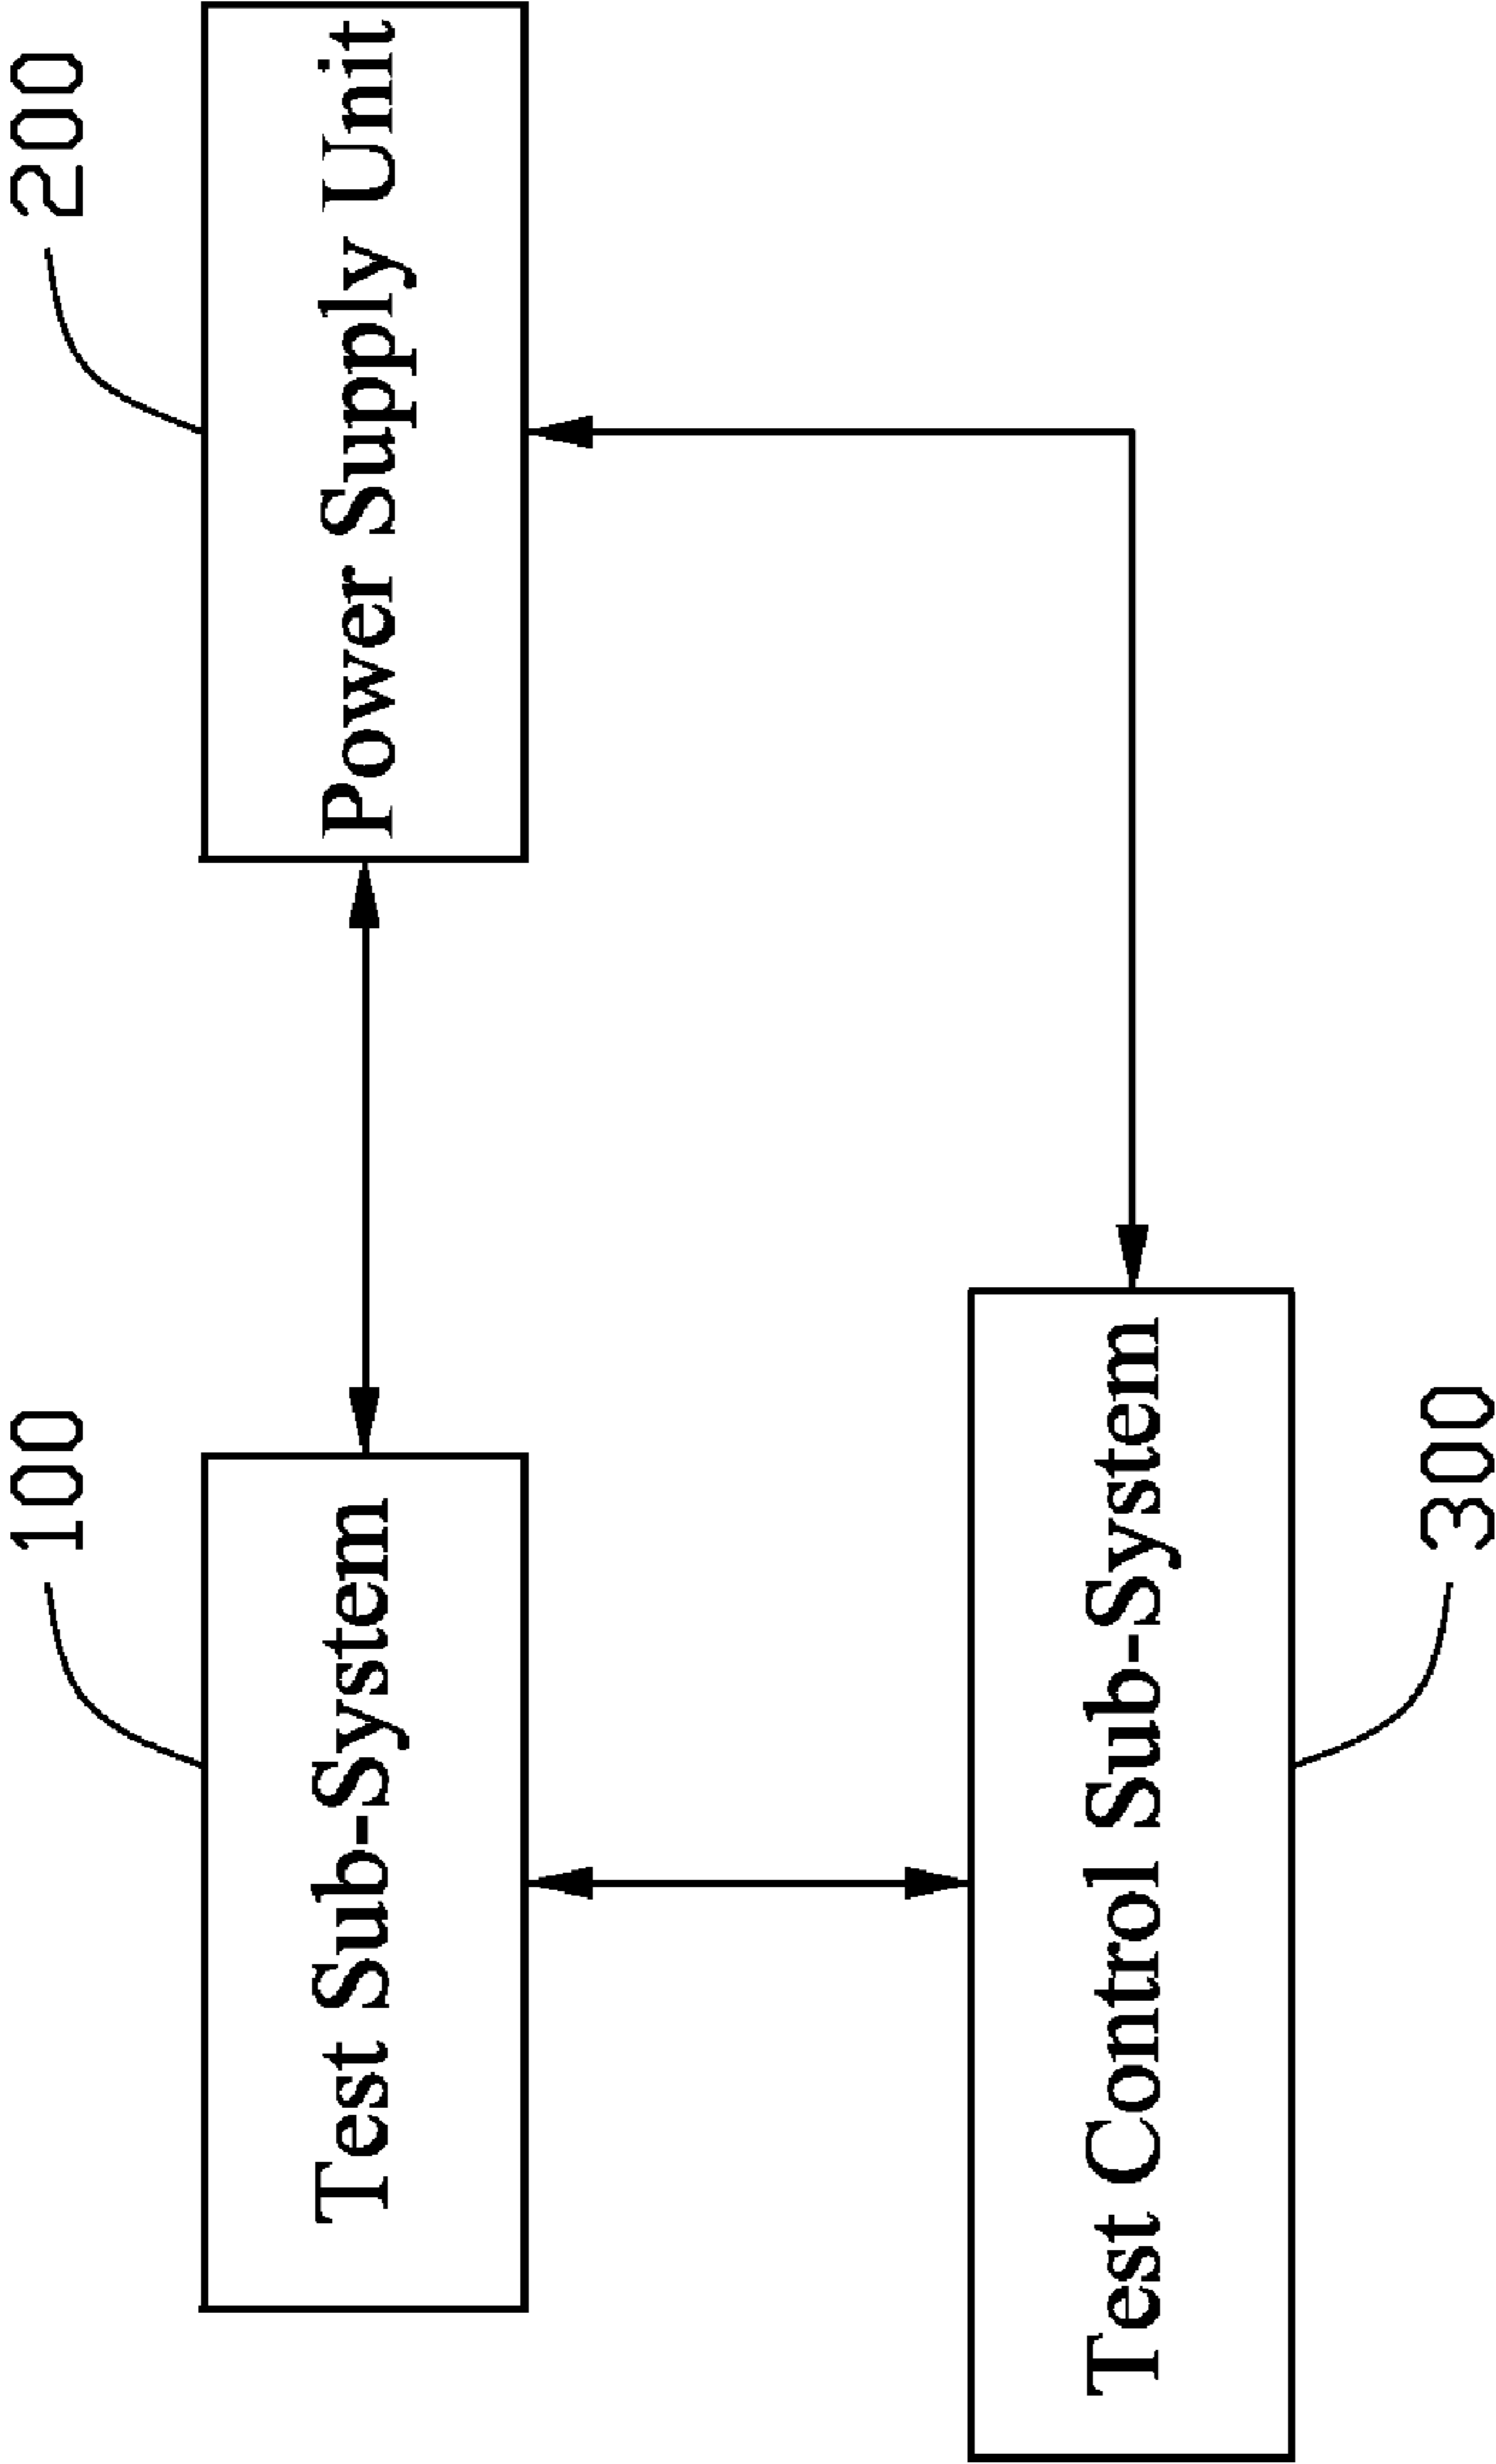 100
200
Test Sub-System
Power Supply Unit
Test Control Sub-System
300